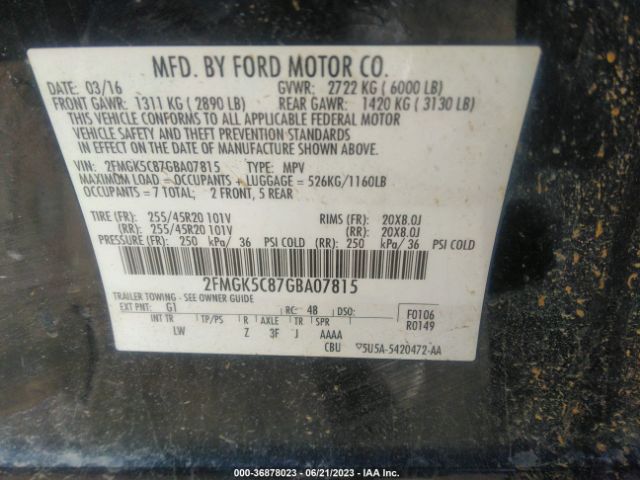 MFD. BY FORD MOTOR CO.
DATE: 03/16 GVWR: 2722 KG ( 6000 LB)
FRONT GAWR: 1311 KG ( 2890 LB) REAR GAWR: 1420 KG ( 3130 LB)
THIS VEHICLE CONFORMS TO ALL APPLICABLE FEDERAL MOTOR
VEHICLE SAFETY AND THEFT PREVENTION STANDARDS
IN EFFECT ON THE DATE OF MANUFACTURE SHOWN ABOVE.
VIN: 2FMGK5C87GBA07815 TYPE: MPV
MAXIMUM LOAD = OCCUPANTS + LUGGAGE = 526KG/1160LB
OCCUPANTS = 7 TOTAL; 2 FRONT, 5 REAR
TIRE (FR): 255/45R20 101V RIMS (FR): 20X8.0J
(RR): 255/45R20 101V (RR): 20X8.0J
PRESSURE (FR): 250 kPa/ 36 PSI COLD (RR): 250 kPa/ 36 PSI COLD
2FMGK5C87GBA07815
TRAILER TOWING - SEE OWNER GUIDE
EXT PNT: G1 RC: 48 DSO: F0106
R0149
INT TR TP/PS R AXLE TR SPR
LW Z 3F J AAAA
CBU 5U5A-5420472-AA
000-36878023 - 06/21/2023 - IAA Inc.